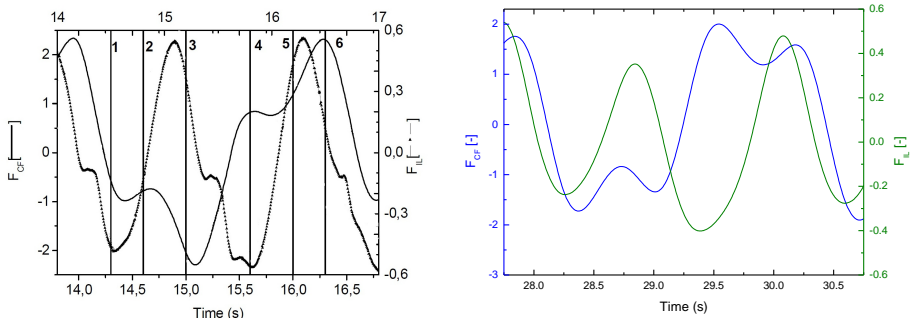 14 15 16 17
1 2 3 4 5 6
2 1 0 -1 -2
F_CF [—]
0,6 0,3 0,0 -0,3 -0,6
F_IL [-▲-]
14,0 14,5 15,0 15,5 16,0 16,5
Time (s)
2 1 0 -1 -2 -3
F_CF [-]
0.6 0.4 0.2 0.0 -0.2 -0.4 -0.6
F_IL [-]
28.0 28.5 29.0 29.5 30.0 30.5
Time (s)